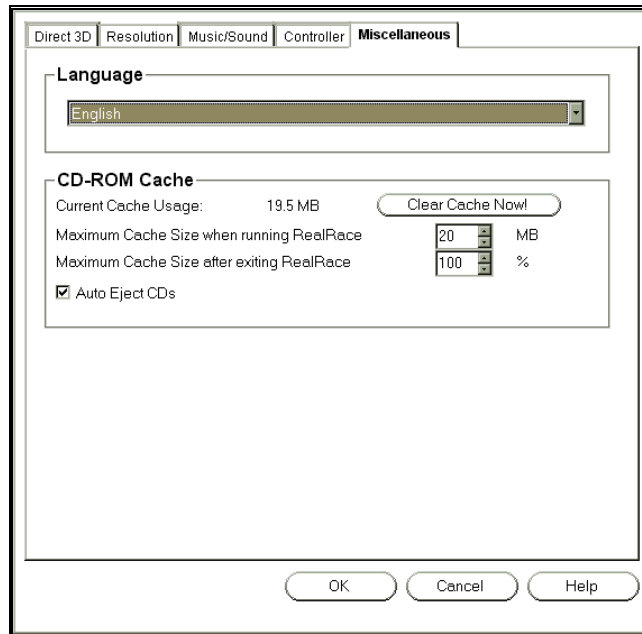 Direct 3D Resolution Music/Sound Controller Miscellaneous
Language
English
CD-ROM Cache
Current Cache Usage: 19.5 MB Clear Cache Now!
Maximum Cache Size when running RealRace 20 MB
Maximum Cache Size after exiting RealRace 100 %
Auto Eject CDs
OK Cancel Help